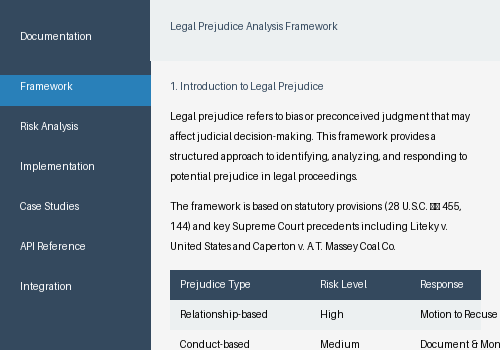 Documentation
Framework
Risk Analysis
Implementation
Case Studies
API Reference
Integration
Legal Prejudice Analysis Framework
1. Introduction to Legal Prejudice
Legal prejudice refers to bias or preconceived judgment that may
affect judicial decision-making. This framework provides a
structured approach to identifying, analyzing, and responding to
potential prejudice in legal proceedings.
The framework is based on statutory provisions (28 U.S.C. 455,
144) and key Supreme Court precedents including Liteky v.
United States and Caperton v. A.T. Massey Coal Co.
Prejudice Type Risk Level Response
Relationship-based High Motion to Recuse
Conduct-based Medium Document & Mon